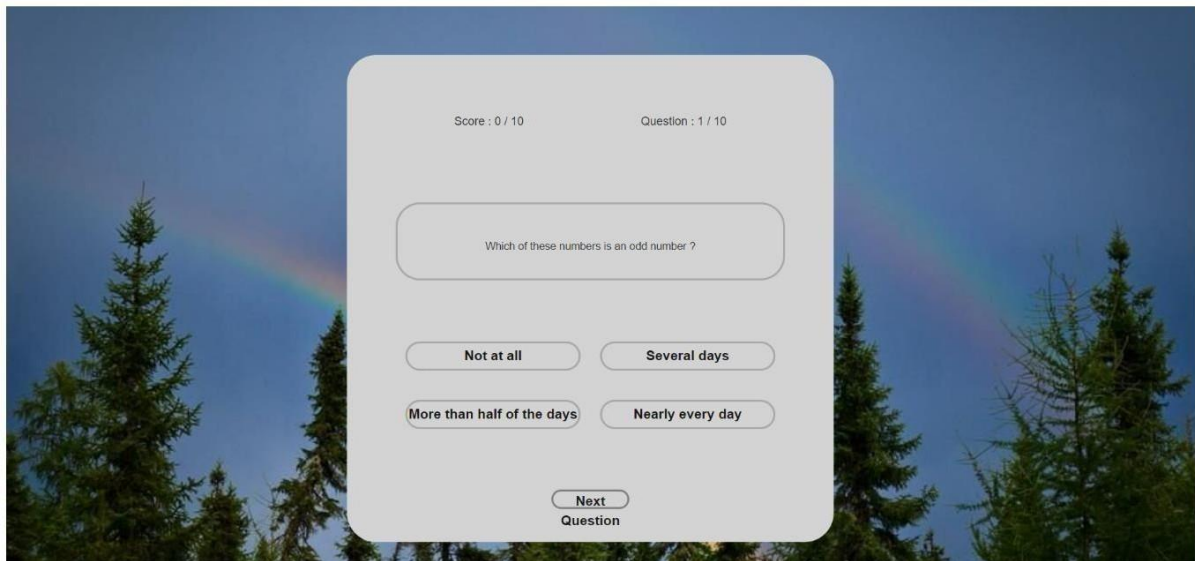 Score : 0 / 10
Question : 1 / 10
Which of these numbers is an odd number ?
Not at all
Several days
More than half of the days
Nearly every day
Next
Question